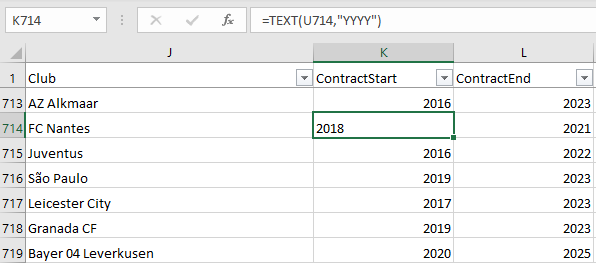 K714 fx =TEXT(U714,"YYYY")
J K L
1 Club ContractStart ContractEnd
713 AZ Alkmaar 2016 2023
714 FC Nantes 2018 2021
715 Juventus 2016 2022
716 São Paulo 2019 2023
717 Leicester City 2017 2023
718 Granada CF 2019 2023
719 Bayer 04 Leverkusen 2020 2025